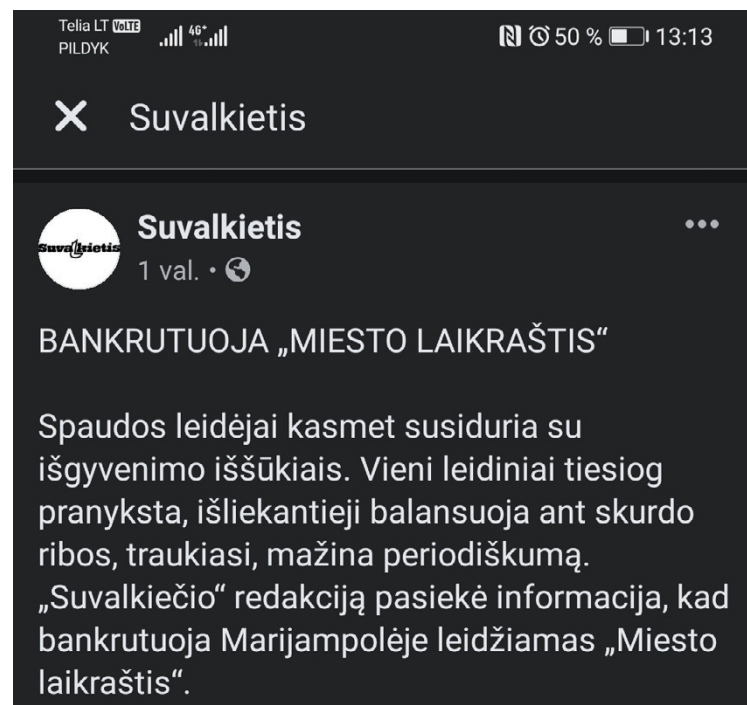 Telia LT VoLTE
PILDYK
4G+
50 % 13:13
Suvalkietis
Suvalkietis
Suvalkietis
1 val. •
BANKRUTUOJA „MIESTO LAIKRAŠTIS“
Spaudos leidėjai kasmet susiduria su
išgyvenimo iššūkiais. Vieni leidiniai tiesiog
pranyksta, išliekantieji balansuoja ant skurdo
ribos, traukiasi, mažina periodiškumą.
„Suvalkiečio“ redakciją pasiekė informacija, kad
bankrutuoja Marijampolėje leidžiamas „Miesto
laikraštis“.